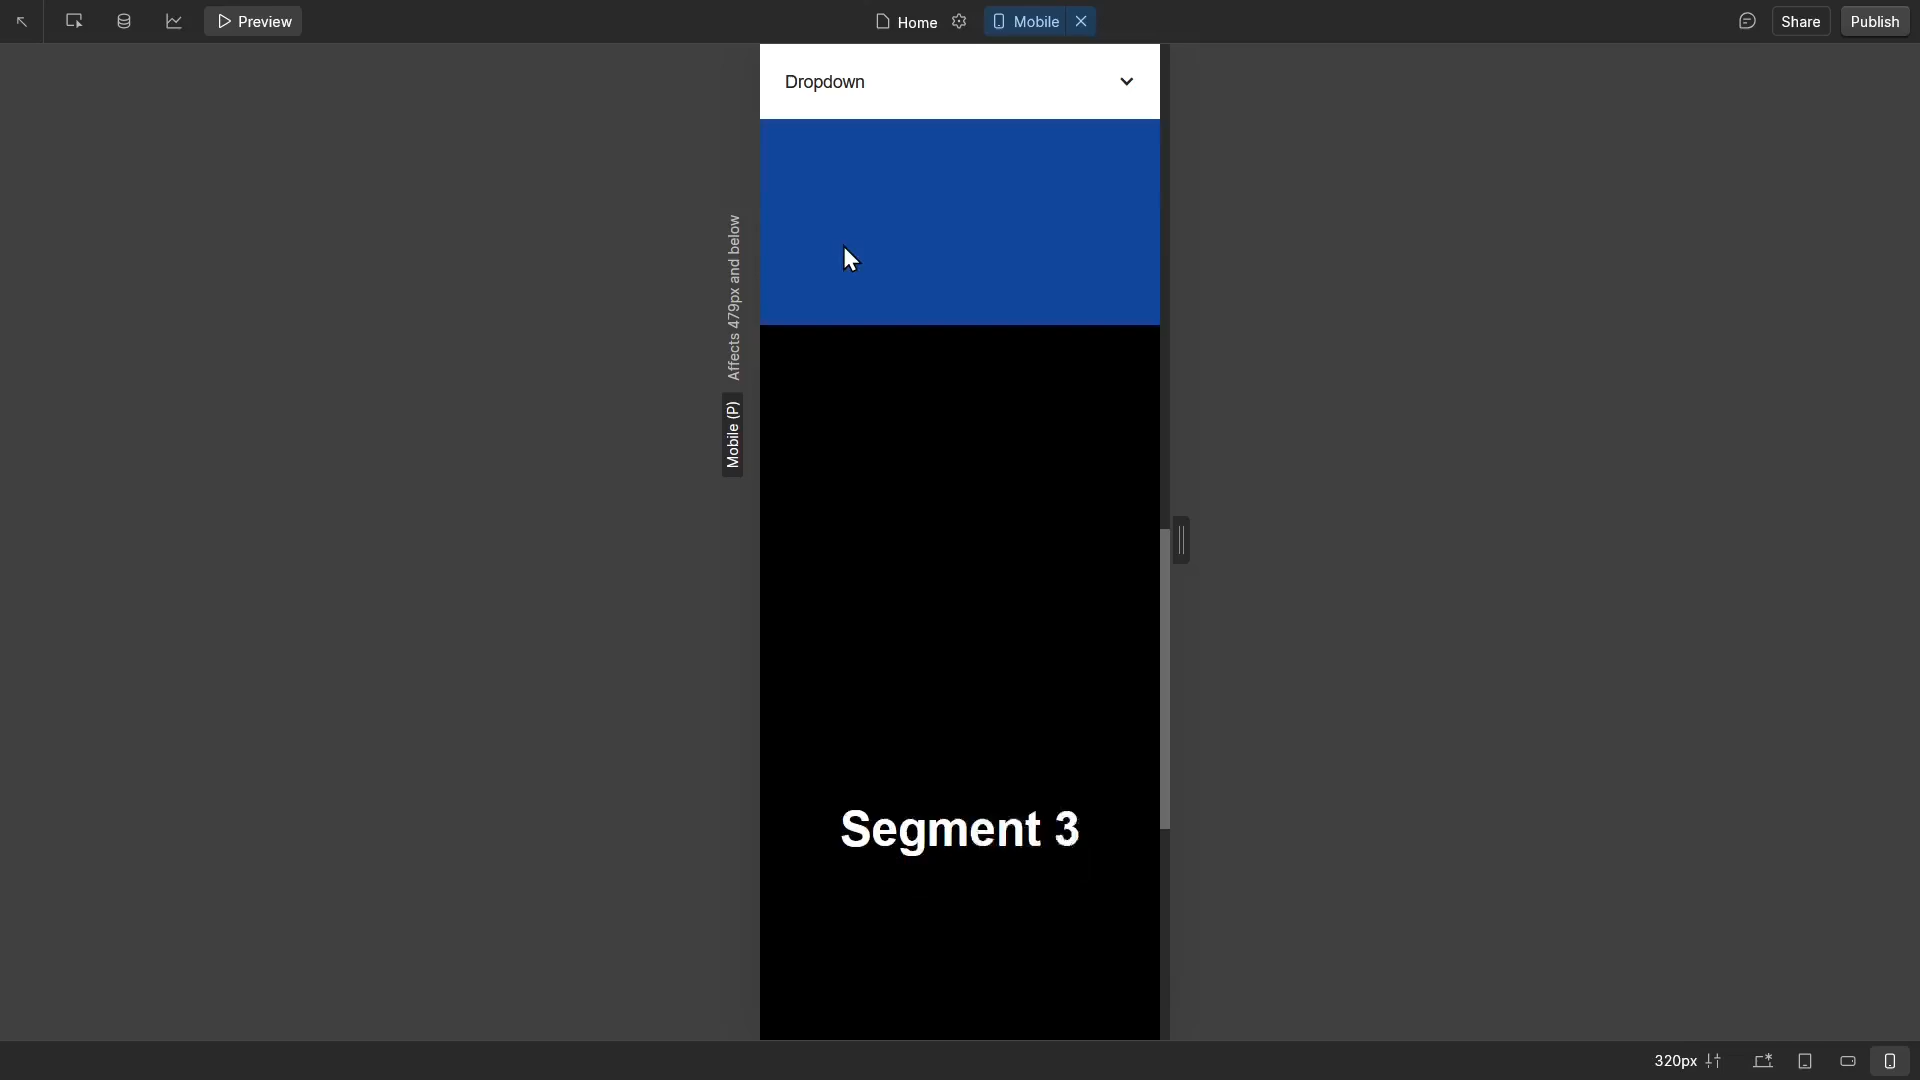 Preview
Home
Mobile
Share
Publish
Dropdown
Affects 479px and below
Mobile (P)
Segment 3
320px